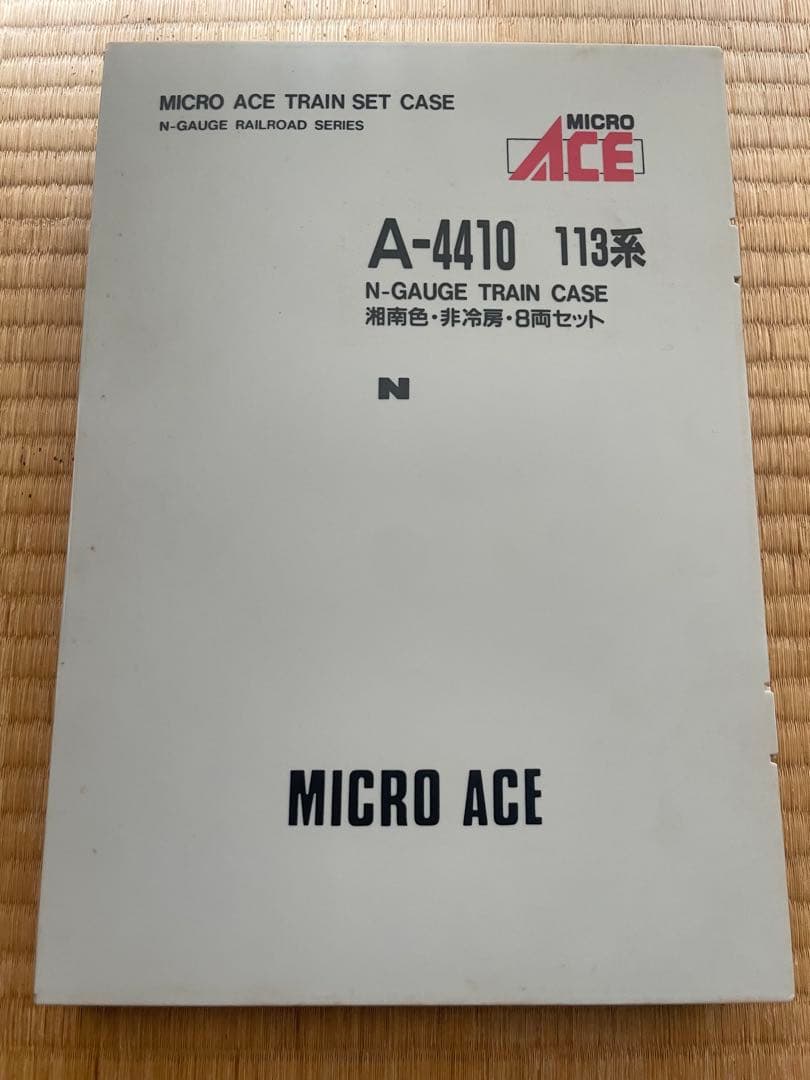 MICRO ACE TRAIN SET CASE
N-GAUGE RAILROAD SERIES
MICRO
ACE
A-4410 113系
N-GAUGE TRAIN CASE
湘南色・非冷房・8両セット
N
MICRO ACE